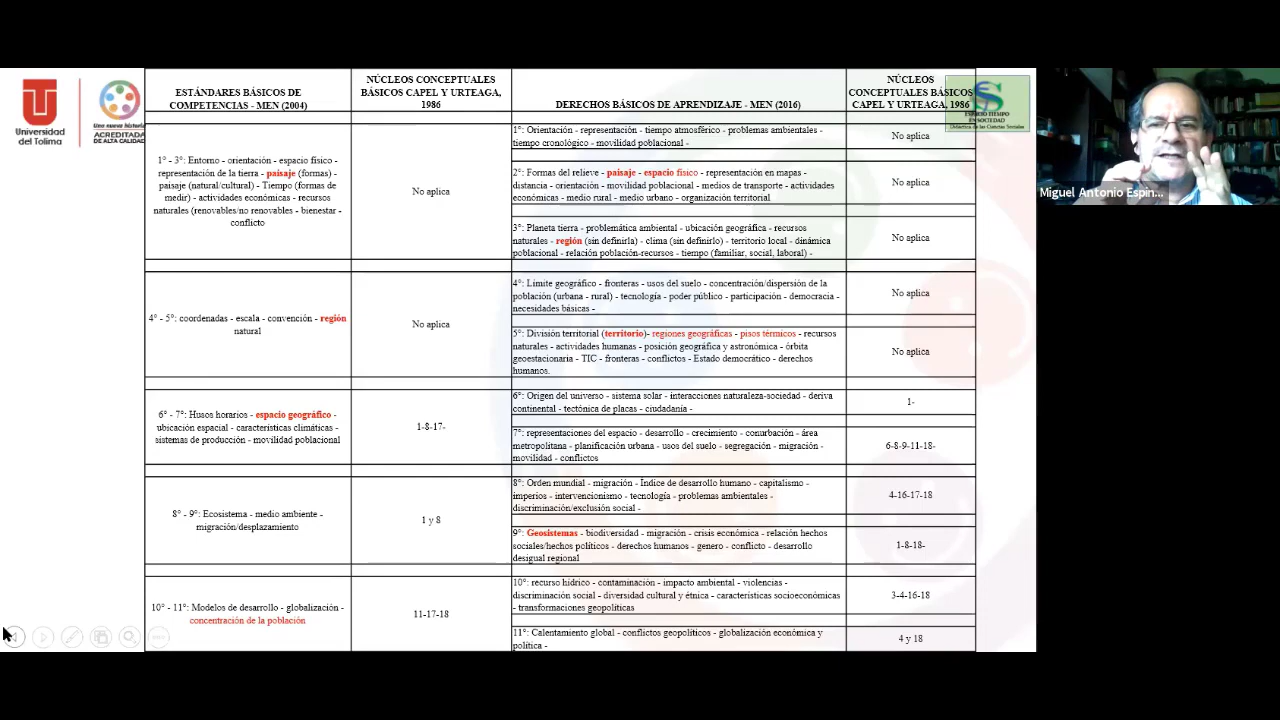 Universidad
del Tolima
Una nueva historia
ACREDITADA
DE ALTA CALIDAD
ESTÁNDARES BÁSICOS DE
COMPETENCIAS - MEN (2004)
NÚCLEOS CONCEPTUALES
BÁSICOS CAPEL Y URTEAGA,
1986
DERECHOS BÁSICOS DE APRENDIZAJE - MEN (2016)
NÚCLEOS
CONCEPTUALES BÁSICOS
CAPEL Y URTEAGA, 1986
ESPACIO TIEMPO
EN SOCIEDAD
Didáctica de las Ciencias Sociales
1° - 3°: Entorno - orientación - espacio físico -
representación de la tierra - paisaje (formas) -
paisaje (natural/cultural) - Tiempo (formas de
medir) - actividades económicas - recursos
naturales (renovables/no renovables - bienestar -
conflicto
No aplica
1°: Orientación - representación - tiempo atmosférico - problemas ambientales -
tiempo cronológico - movilidad poblacional -
No aplica
2°: Formas del relieve - paisaje - espacio físico - representación en mapas -
distancia - orientación - movilidad poblacional - medios de transporte - actividades
económicas - medio rural - medio urbano - organización territorial
No aplica
3°: Planeta tierra - problemática ambiental - ubicación geográfica - recursos
naturales - región (sin definirla) - clima (sin definirlo) - territorio local - dinámica
poblacional - relación población-recursos - tiempo (familiar, social, laboral) -
No aplica
4° - 5°: coordenadas - escala - convención - región
natural
No aplica
4°: Límite geográfico - fronteras - usos del suelo - concentración/dispersión de la
población (urbana - rural) - tecnología - poder público - participación - democracia -
necesidades básicas -
No aplica
5°: División territorial (territorio)- regiones geográficas - pisos térmicos - recursos
naturales - actividades humanas - posición geográfica y astronómica - órbita
geoestacionaria - TIC - fronteras - conflictos - Estado democrático - derechos
humanos.
No aplica
6° - 7°: Husos horarios - espacio geográfico -
ubicación espacial - características climáticas -
sistemas de producción - movilidad poblacional
1-8-17-
6°: Origen del universo - sistema solar - interacciones naturaleza-sociedad - deriva
continental - tectónica de placas - ciudadanía -
1-
7°: representaciones del espacio - desarrollo - crecimiento - conurbación - área
metropolitana - planificación urbana - usos del suelo - segregación - migración -
movilidad - conflictos
6-8-9-11-18-
8° - 9°: Ecosistema - medio ambiente -
migración/desplazamiento
1 y 8
8°: Orden mundial - migración - Índice de desarrollo humano - capitalismo -
imperios - intervencionismo - tecnología - problemas ambientales -
discriminación/exclusión social -
4-16-17-18
9°: Geosistemas - biodiversidad - migración - crisis económica - relación hechos
sociales/hechos políticos - derechos humanos - genero - conflicto - desarrollo
desigual regional
1-8-18-
10° - 11°: Modelos de desarrollo - globalización -
concentración de la población
11-17-18
10°: recurso hídrico - contaminación - impacto ambiental - violencias -
discriminación social - diversidad cultural y étnica - características socioeconómicas
- transformaciones geopolíticas
3-4-16-18
11°: Calentamiento global - conflictos geopolíticos - globalización económica y
política -
4 y 18
Miguel Antonio Espin...